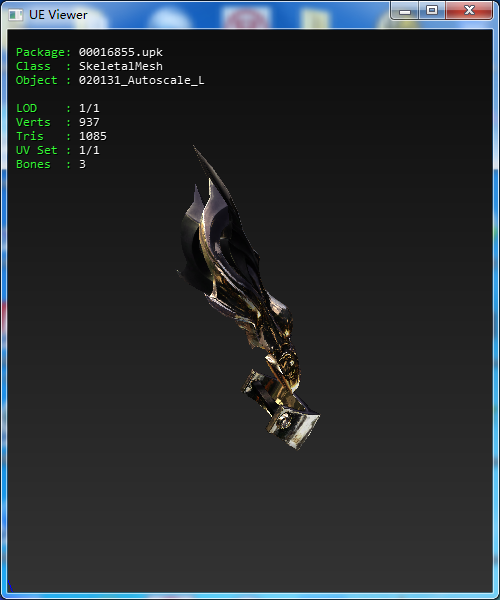 UE Viewer
Package: 00016855.upk
Class : SkeletalMesh
Object : 020131_Autoscale_L
LOD : 1/1
Verts : 937
Tris : 1085
UV Set : 1/1
Bones : 3